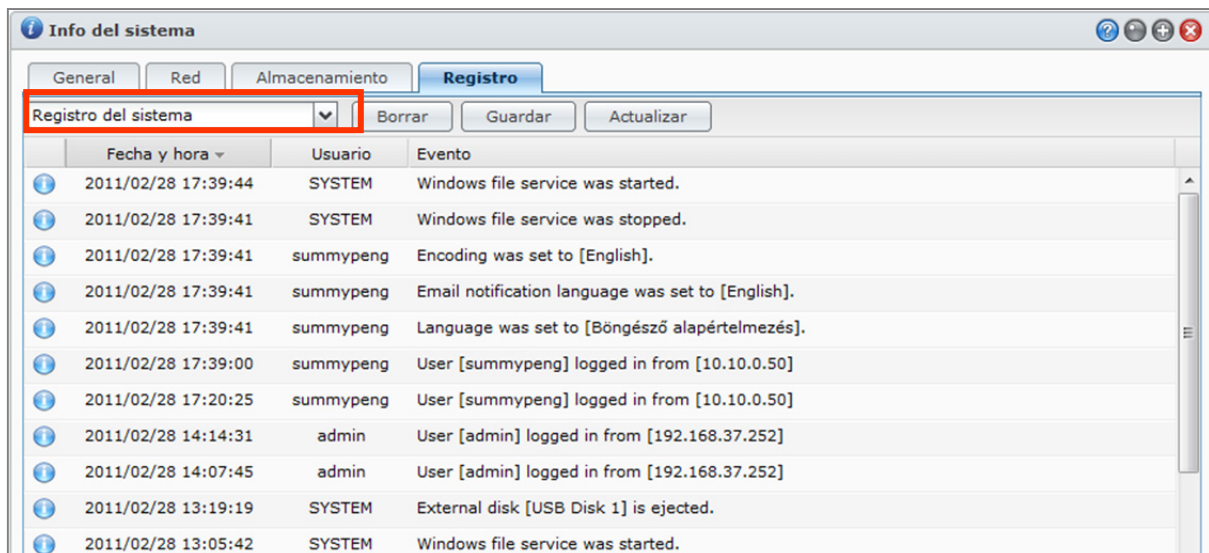 Info del sistema
General Red Almacenamiento Registro
Registro del sistema Borrar Guardar Actualizar
Fecha y hora Usuario Evento
2011/02/28 17:39:44 SYSTEM Windows file service was started.
2011/02/28 17:39:41 SYSTEM Windows file service was stopped.
2011/02/28 17:39:41 summypeng Encoding was set to [English].
2011/02/28 17:39:41 summypeng Email notification language was set to [English].
2011/02/28 17:39:41 summypeng Language was set to [Böngésző alapértelmezés].
2011/02/28 17:39:00 summypeng User [summypeng] logged in from [10.10.0.50]
2011/02/28 17:20:25 summypeng User [summypeng] logged in from [10.10.0.50]
2011/02/28 14:14:31 admin User [admin] logged in from [192.168.37.252]
2011/02/28 14:07:45 admin User [admin] logged in from [192.168.37.252]
2011/02/28 13:19:19 SYSTEM External disk [USB Disk 1] is ejected.
2011/02/28 13:05:42 SYSTEM Windows file service was started.